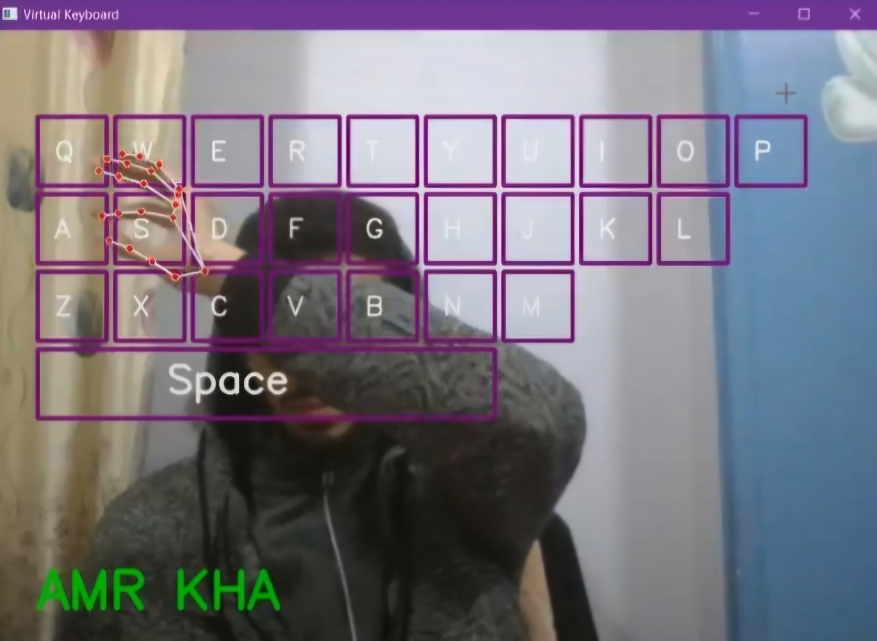 Virtual Keyboard
Q W E R T Y U I O P
A S D F G H J K L
Z X C V B N M
Space
AMR KHA